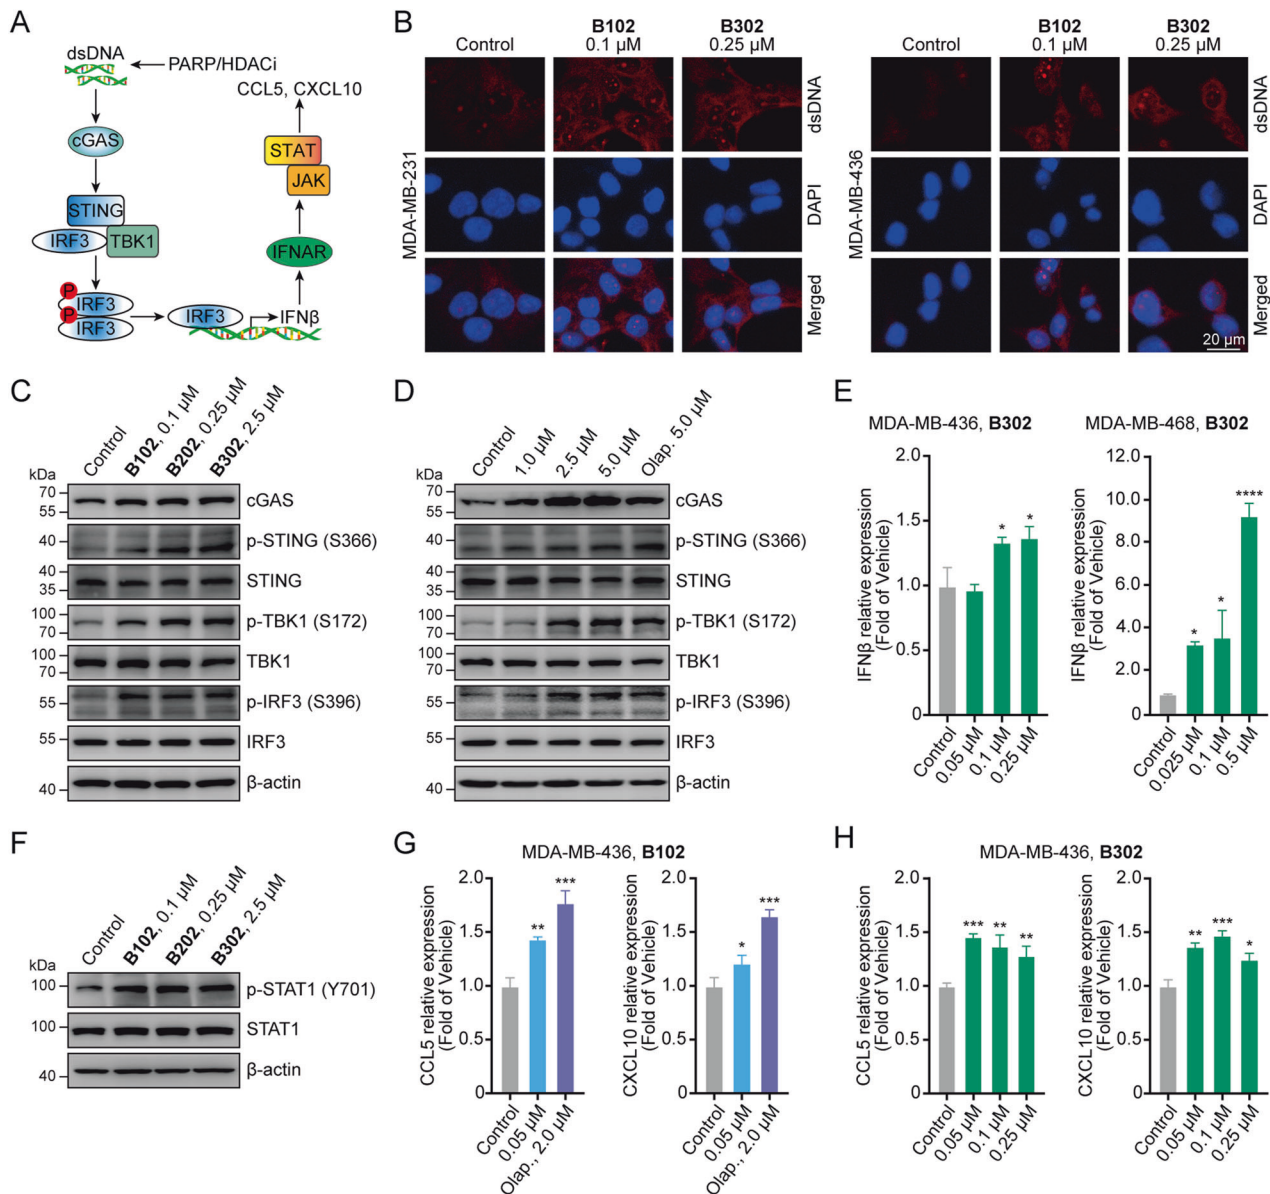 A
dsDNA
PARP/HDACi
CCL5, CXCL10
cGAS
STAT
JAK
STING
IRF3
TBK1
IFNAR
P
IRF3
P
IRF3
IRF3
IFNβ
B
Control
B102
0.1 µM
B302
0.25 µM
MDA-MB-231
dsDNA
DAPI
Merged
Control
B102
0.1 µM
B302
0.25 µM
MDA-MB-436
dsDNA
DAPI
Merged
20 µm
C
kDa
Control
B102, 0.1 µM
B202, 0.25 µM
B302, 2.5 µM
70
55
cGAS
40
p-STING (S366)
40
35
STING
100
70
p-TBK1 (S172)
100
70
TBK1
55
p-IRF3 (S396)
55
IRF3
40
β-actin
D
kDa
Control
1.0 µM
2.5 µM
5.0 µM
Olap. 5.0 µM
70
55
cGAS
40
p-STING (S366)
40
35
STING
100
70
p-TBK1 (S172)
100
70
TBK1
55
p-IRF3 (S396)
55
IRF3
40
β-actin
E
MDA-MB-436, B302
IFNβ relative expression
(Fold of Vehicle)
2.0
1.5
1.0
0.5
0
*
*
Control
0.05 µM
0.1 µM
0.25 µM
MDA-MB-468, B302
IFNβ relative expression
(Fold of Vehicle)
12.0
10.0
6.0
4.0
2.0
0
*
*
****
Control
0.025 µM
0.1 µM
0.5 µM
F
kDa
Control
B102, 0.1 µM
B202, 0.25 µM
B302, 2.5 µM
100
p-STAT1 (Y701)
100
STAT1
40
β-actin
G
MDA-MB-436, B102
CCL5 relative expression
(Fold of Vehicle)
2.0
1.5
1.0
0.5
0
**
***
Control
0.05 µM
Olap., 2.0 µM
CXCL10 relative expression
(Fold of Vehicle)
2.0
1.5
1.0
0.5
0
*
***
Control
0.05 µM
Olap., 2.0 µM
H
MDA-MB-436, B302
CCL5 relative expression
(Fold of Vehicle)
2.0
1.5
1.0
0.5
0
***
**
**
Control
0.05 µM
0.1 µM
0.25 µM
CXCL10 relative expression
(Fold of Vehicle)
2.0
1.5
1.0
0.5
0
**
***
*
Control
0.05 µM
0.1 µM
0.25 µM